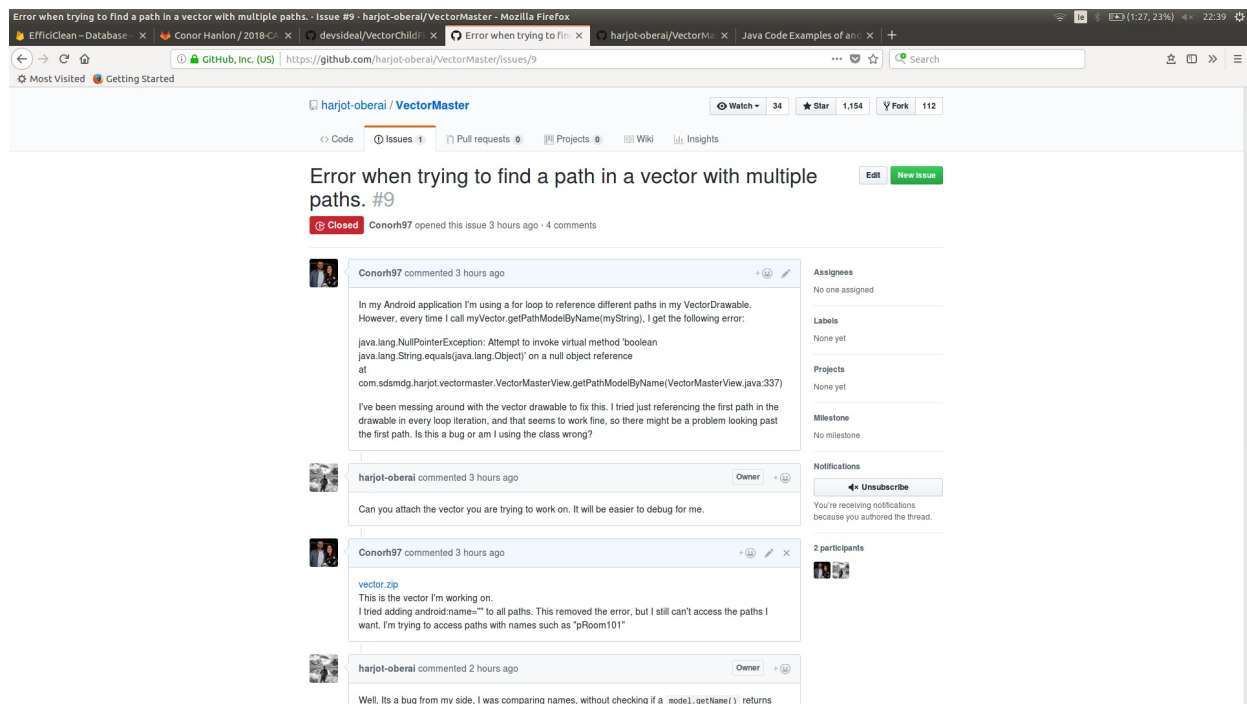 Error when trying to find a path in a vector with multiple paths. · Issue #9 · harjot-oberai/VectorMaster - Mozilla Firefox
(1:27, 23%) 22:39
EfficiClean – Database -
Conor Hanlon / 2018-CA
devsideal/VectorChildF
Error when trying to fin
harjot-oberai/VectorMa
Java Code Examples of and
GitHub, Inc. (US) https://github.com/harjot-oberai/VectorMaster/issues/9
Search
Most Visited Getting Started
harjot-oberai / VectorMaster
Watch 34 Star 1,154 Fork 112
Code Issues 1 Pull requests 0 Projects 0 Wiki Insights
Error when trying to find a path in a vector with multiple
paths. #9
Edit New issue
Closed Conorh97 opened this issue 3 hours ago · 4 comments
Conorh97 commented 3 hours ago
In my Android application I'm using a for loop to reference different paths in my VectorDrawable.
However, every time I call myVector.getPathModelByName(myString), I get the following error:
java.lang.NullPointerException: Attempt to invoke virtual method 'boolean
java.lang.String.equals(java.lang.Object)' on a null object reference
at
com.sdsmdg.harjot.vectormaster.VectorMasterView.getPathModelByName(VectorMasterView.java:337)
I've been messing around with the vector drawable to fix this. I tried just referencing the first path in the
drawable in every loop iteration, and that seems to work fine, so there might be a problem looking past
the first path. Is this a bug or am I using the class wrong?
harjot-oberai commented 3 hours ago Owner
Can you attach the vector you are trying to work on. It will be easier to debug for me.
Conorh97 commented 3 hours ago
vector.zip
This is the vector I'm working on.
I tried adding android:name="" to all paths. This removed the error, but I still can't access the paths I
want. I'm trying to access paths with names such as "pRoom101"
harjot-oberai commented 2 hours ago Owner
Well, Its a bug from my side, I was comparing names, without checking if a model.getName() returns
Assignees
No one assigned
Labels
None yet
Projects
None yet
Milestone
No milestone
Notifications
Unsubscribe
You're receiving notifications
because you authored the thread.
2 participants